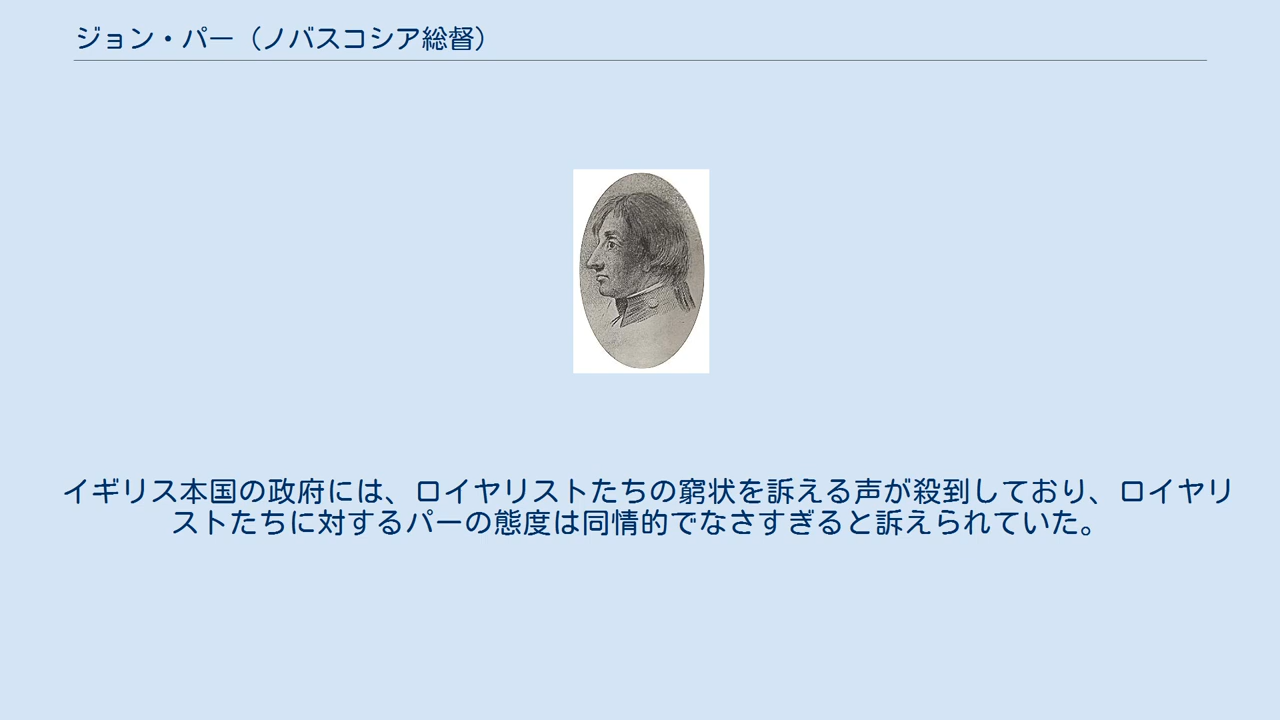 ジョン・パー（ノバスコシア総督）
イギリス本国の政府には、ロイヤリストたちの窮状を訴える声が殺到しており、ロイヤリ
ストたちに対するパーの態度は同情的でなさすぎると訴えられていた。